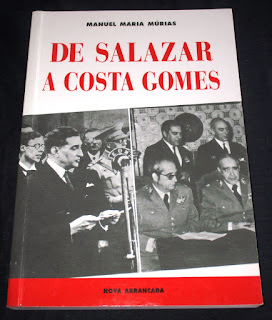 MANUEL MARIA MÚRIAS
DE SALAZAR
A COSTA GOMES
NOVA ARRANCADA